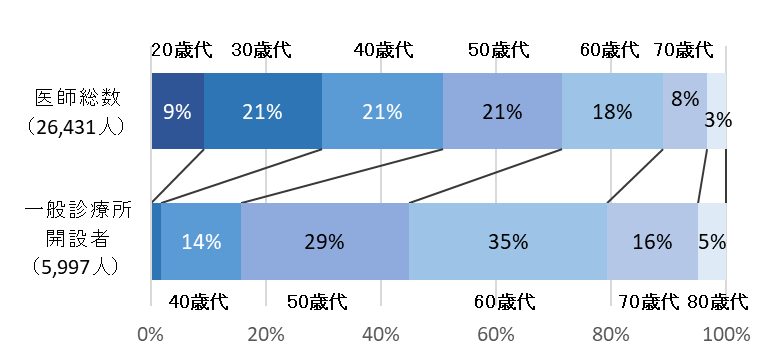 20歳代 30歳代 40歳代 50歳代 60歳代 70歳代
医師総数
（26,431人）
9% 21% 21% 21% 18% 8% 3%
一般診療所
開設者
（5,997人）
14% 29% 35% 16% 5%
40歳代 50歳代 60歳代 70歳代 80歳代
0% 20% 40% 60% 80% 100%